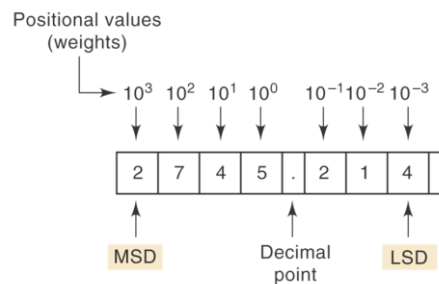 Positional values
(weights)
10³ 10² 10¹ 10⁰ 10⁻¹ 10⁻² 10⁻³
2 7 4 5 . 2 1 4
MSD Decimal point LSD